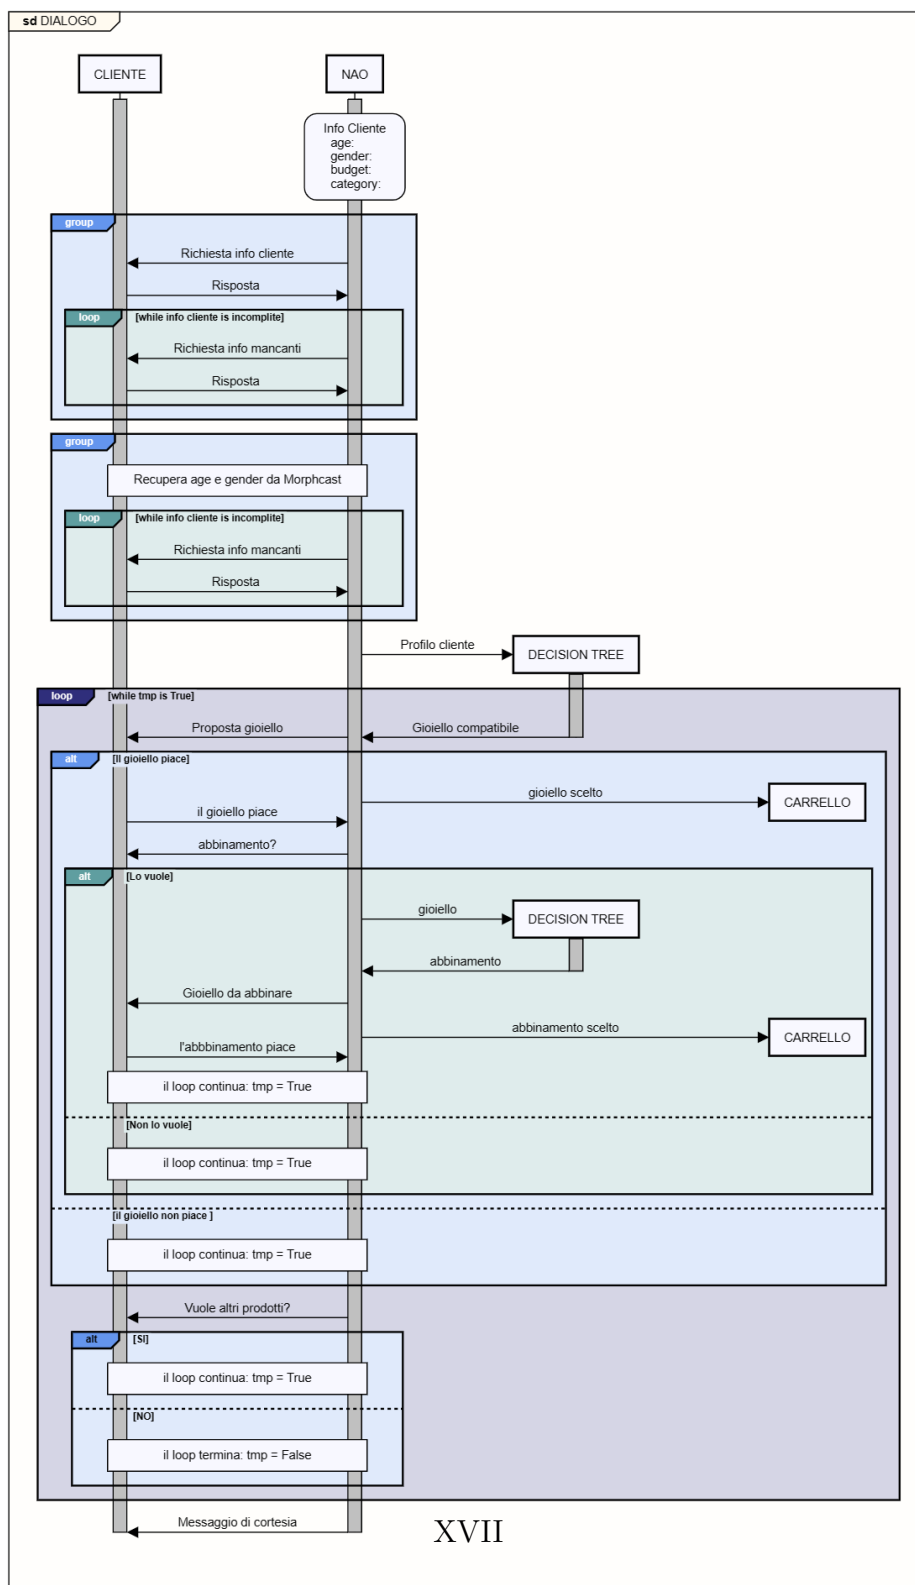 sd DIALOGO
CLIENTE
NAO
Info Cliente
age:
gender:
budget:
category:
group
Richiesta info cliente
Risposta
loop [while info cliente is incomplite]
Richiesta info mancanti
Risposta
group
Recupera age e gender da Morphcast
loop [while info cliente is incomplite]
Richiesta info mancanti
Risposta
Profilo cliente
DECISION TREE
loop [while tmp is True]
Proposta gioiello
Gioiello compatibile
alt [Il gioiello piace]
gioiello scelto
CARRELLO
il gioiello piace
abbinamento?
alt [Lo vuole]
gioiello
DECISION TREE
abbinamento
Gioiello da abbinare
abbinamento scelto
CARRELLO
l'abbbinamento piace
il loop continua: tmp = True
[Non lo vuole]
il loop continua: tmp = True
[il gioiello non piace ]
il loop continua: tmp = True
Vuole altri prodotti?
alt [SI]
il loop continua: tmp = True
[NO]
il loop termina: tmp = False
Messaggio di cortesia
XVII